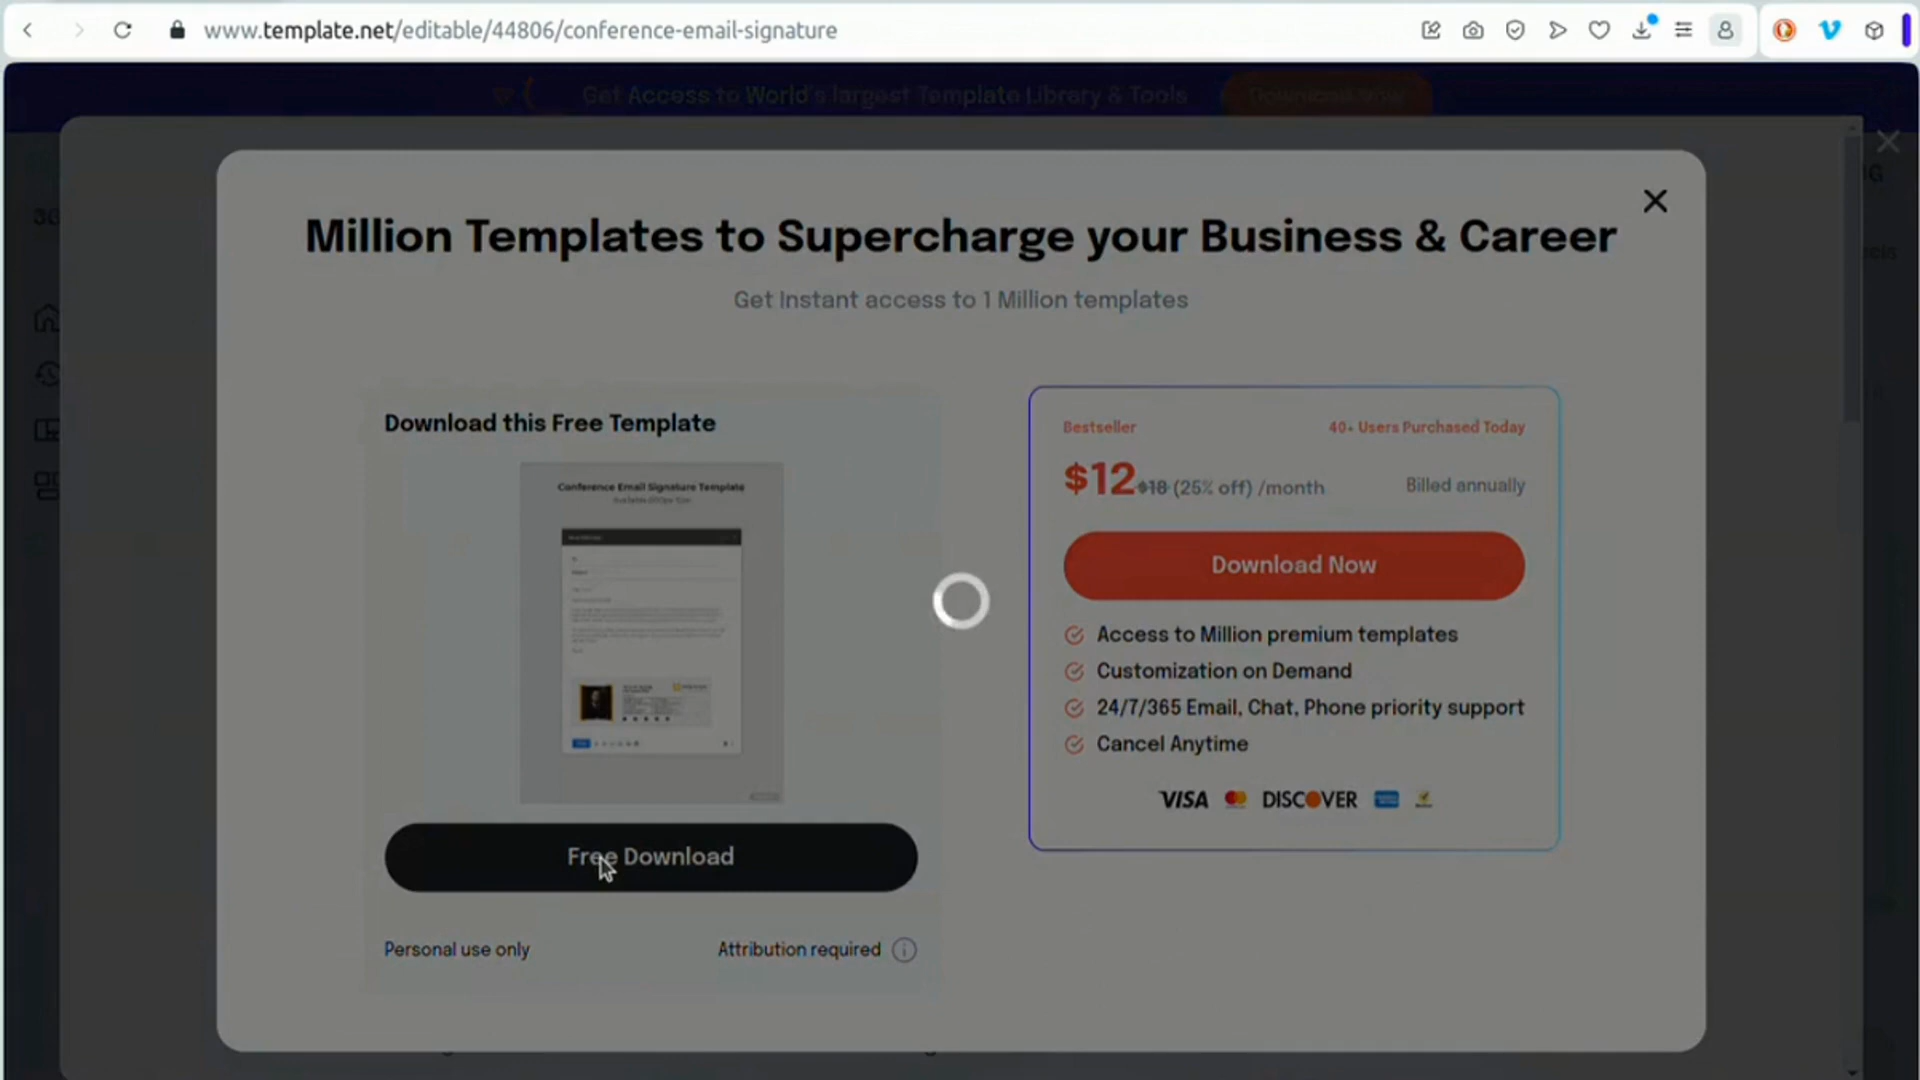 www.template.net/editable/44806/conference-email-signature
Get Access to World's largest Template Library & Tools
Download Now
Million Templates to Supercharge your Business & Career
Get Instant access to 1 Million templates
Download this Free Template
Conference Email Signature Template
Free Download
Personal use only
Attribution required
Bestseller
40+ Users Purchased Today
$12 $18 (25% off) /month
Billed annually
Download Now
Access to Million premium templates
Customization on Demand
24/7/365 Email, Chat, Phone priority support
Cancel Anytime
VISA DISCOVER